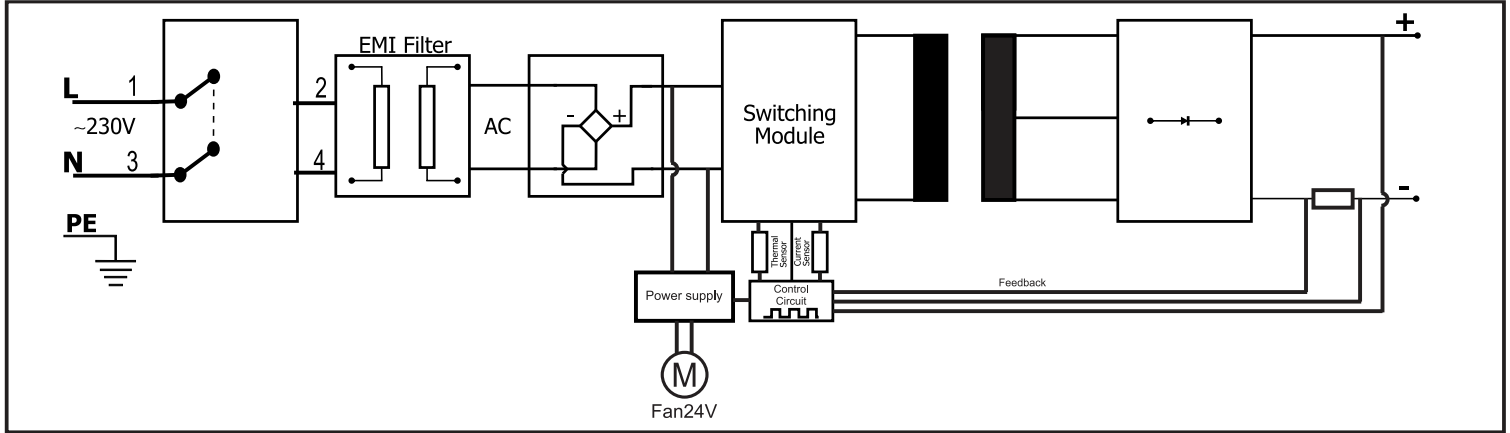 L 1
~230V
N 3
PE
2
4
EMI Filter
AC
- +
Switching
Module
Thermal
Sensor
Current
Sensor
Power supply
Control
Circuit
Feedback
M
Fan24V
+
-